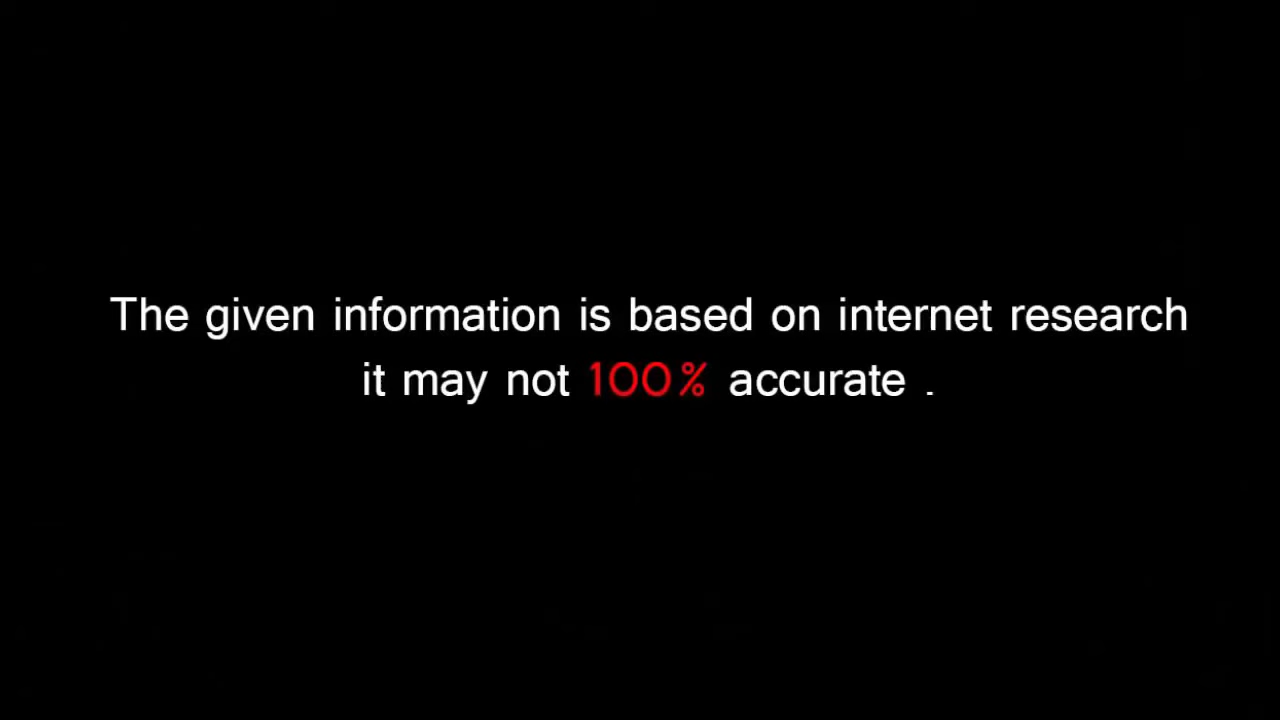 The given information is based on internet research
it may not 100% accurate .